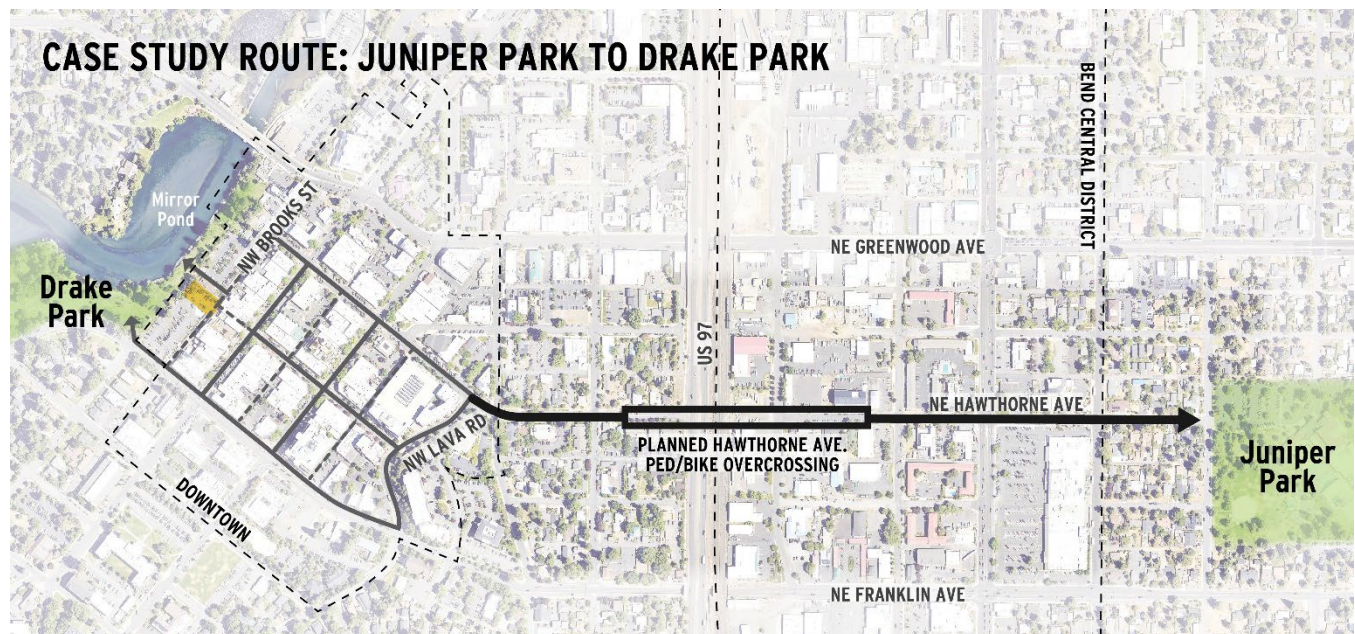 CASE STUDY ROUTE: JUNIPER PARK TO DRAKE PARK
BEND CENTRAL DISTRICT
Mirror
Pond
NW BROOKS ST
NE GREENWOOD AVE
Drake
Park
US 97
NE HAWTHORNE AVE
NW LAVA RD
PLANNED HAWTHORNE AVE.
PED/BIKE OVERCROSSING
Juniper
Park
DOWNTOWN
NE FRANKLIN AVE